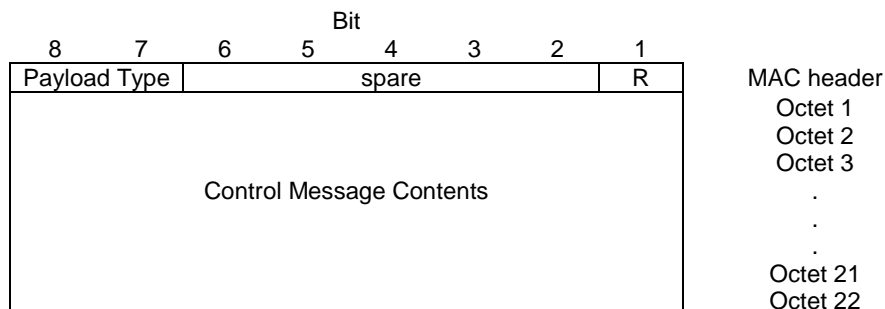 Bit
8 7 6 5 4 3 2 1
Payload Type spare R MAC header
Octet 1
Octet 2
Octet 3
Control Message Contents .
.
.
Octet 21
Octet 22